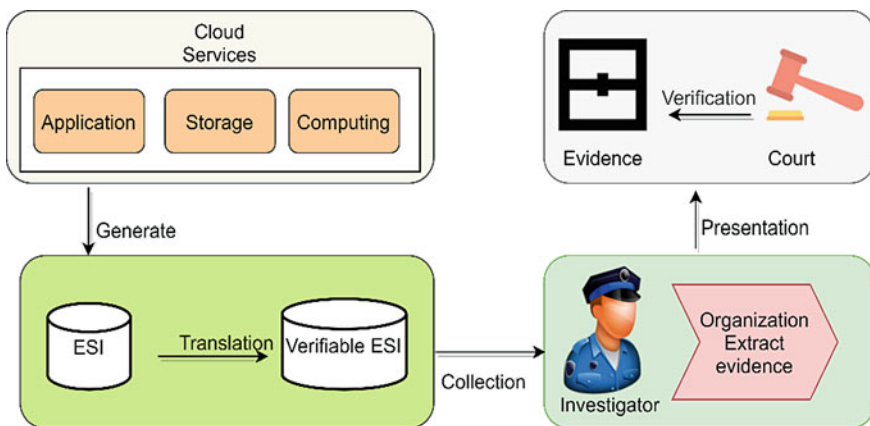 Cloud
Services
Application
Storage
Computing
Generate
ESI
Translation
Verifiable ESI
Collection
Investigator
Organization
Extract
evidence
Presentation
Evidence
Verification
Court